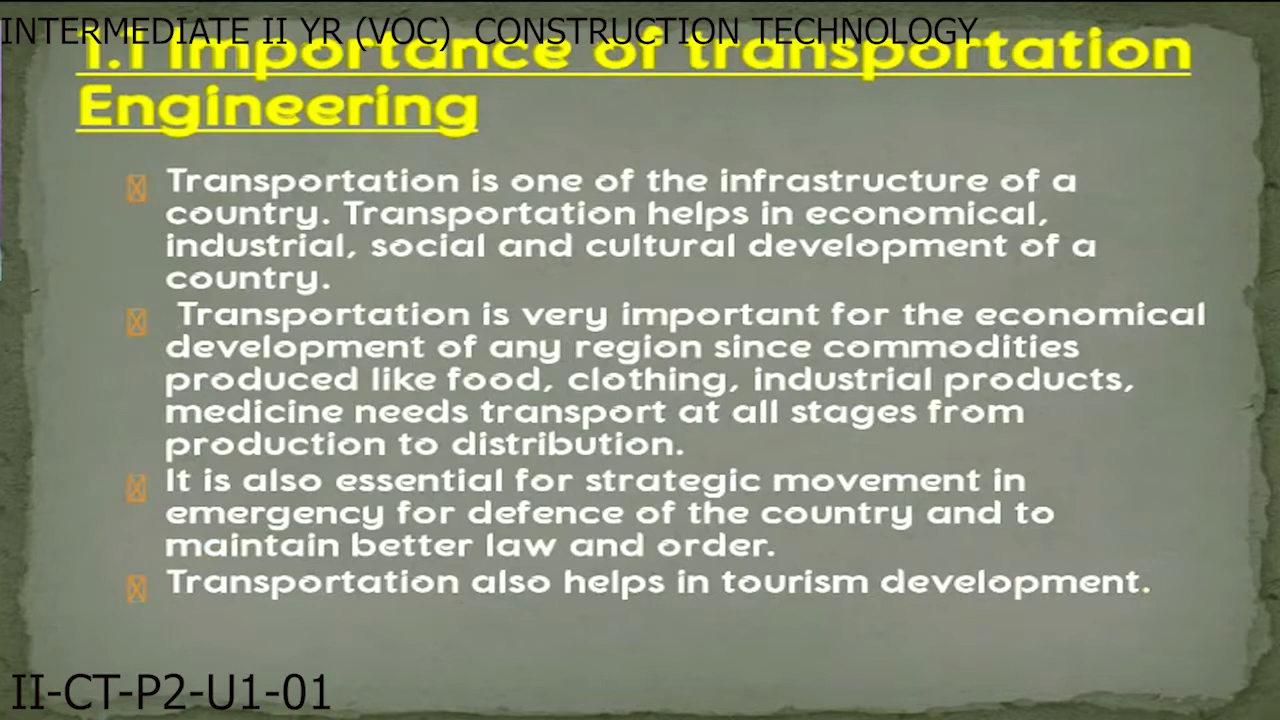 INTERMEDIATE II YR (VOC) CONSTRUCTION TECHNOLOGY
1.1 Importance of transportation
Engineering
Transportation is one of the infrastructure of a
country. Transportation helps in economical,
industrial, social and cultural development of a
country.
Transportation is very important for the economical
development of any region since commodities
produced like food, clothing, industrial products,
medicine needs transport at all stages from
production to distribution.
It is also essential for strategic movement in
emergency for defence of the country and to
maintain better law and order.
Transportation also helps in tourism development.
II-CT-P2-U1-01